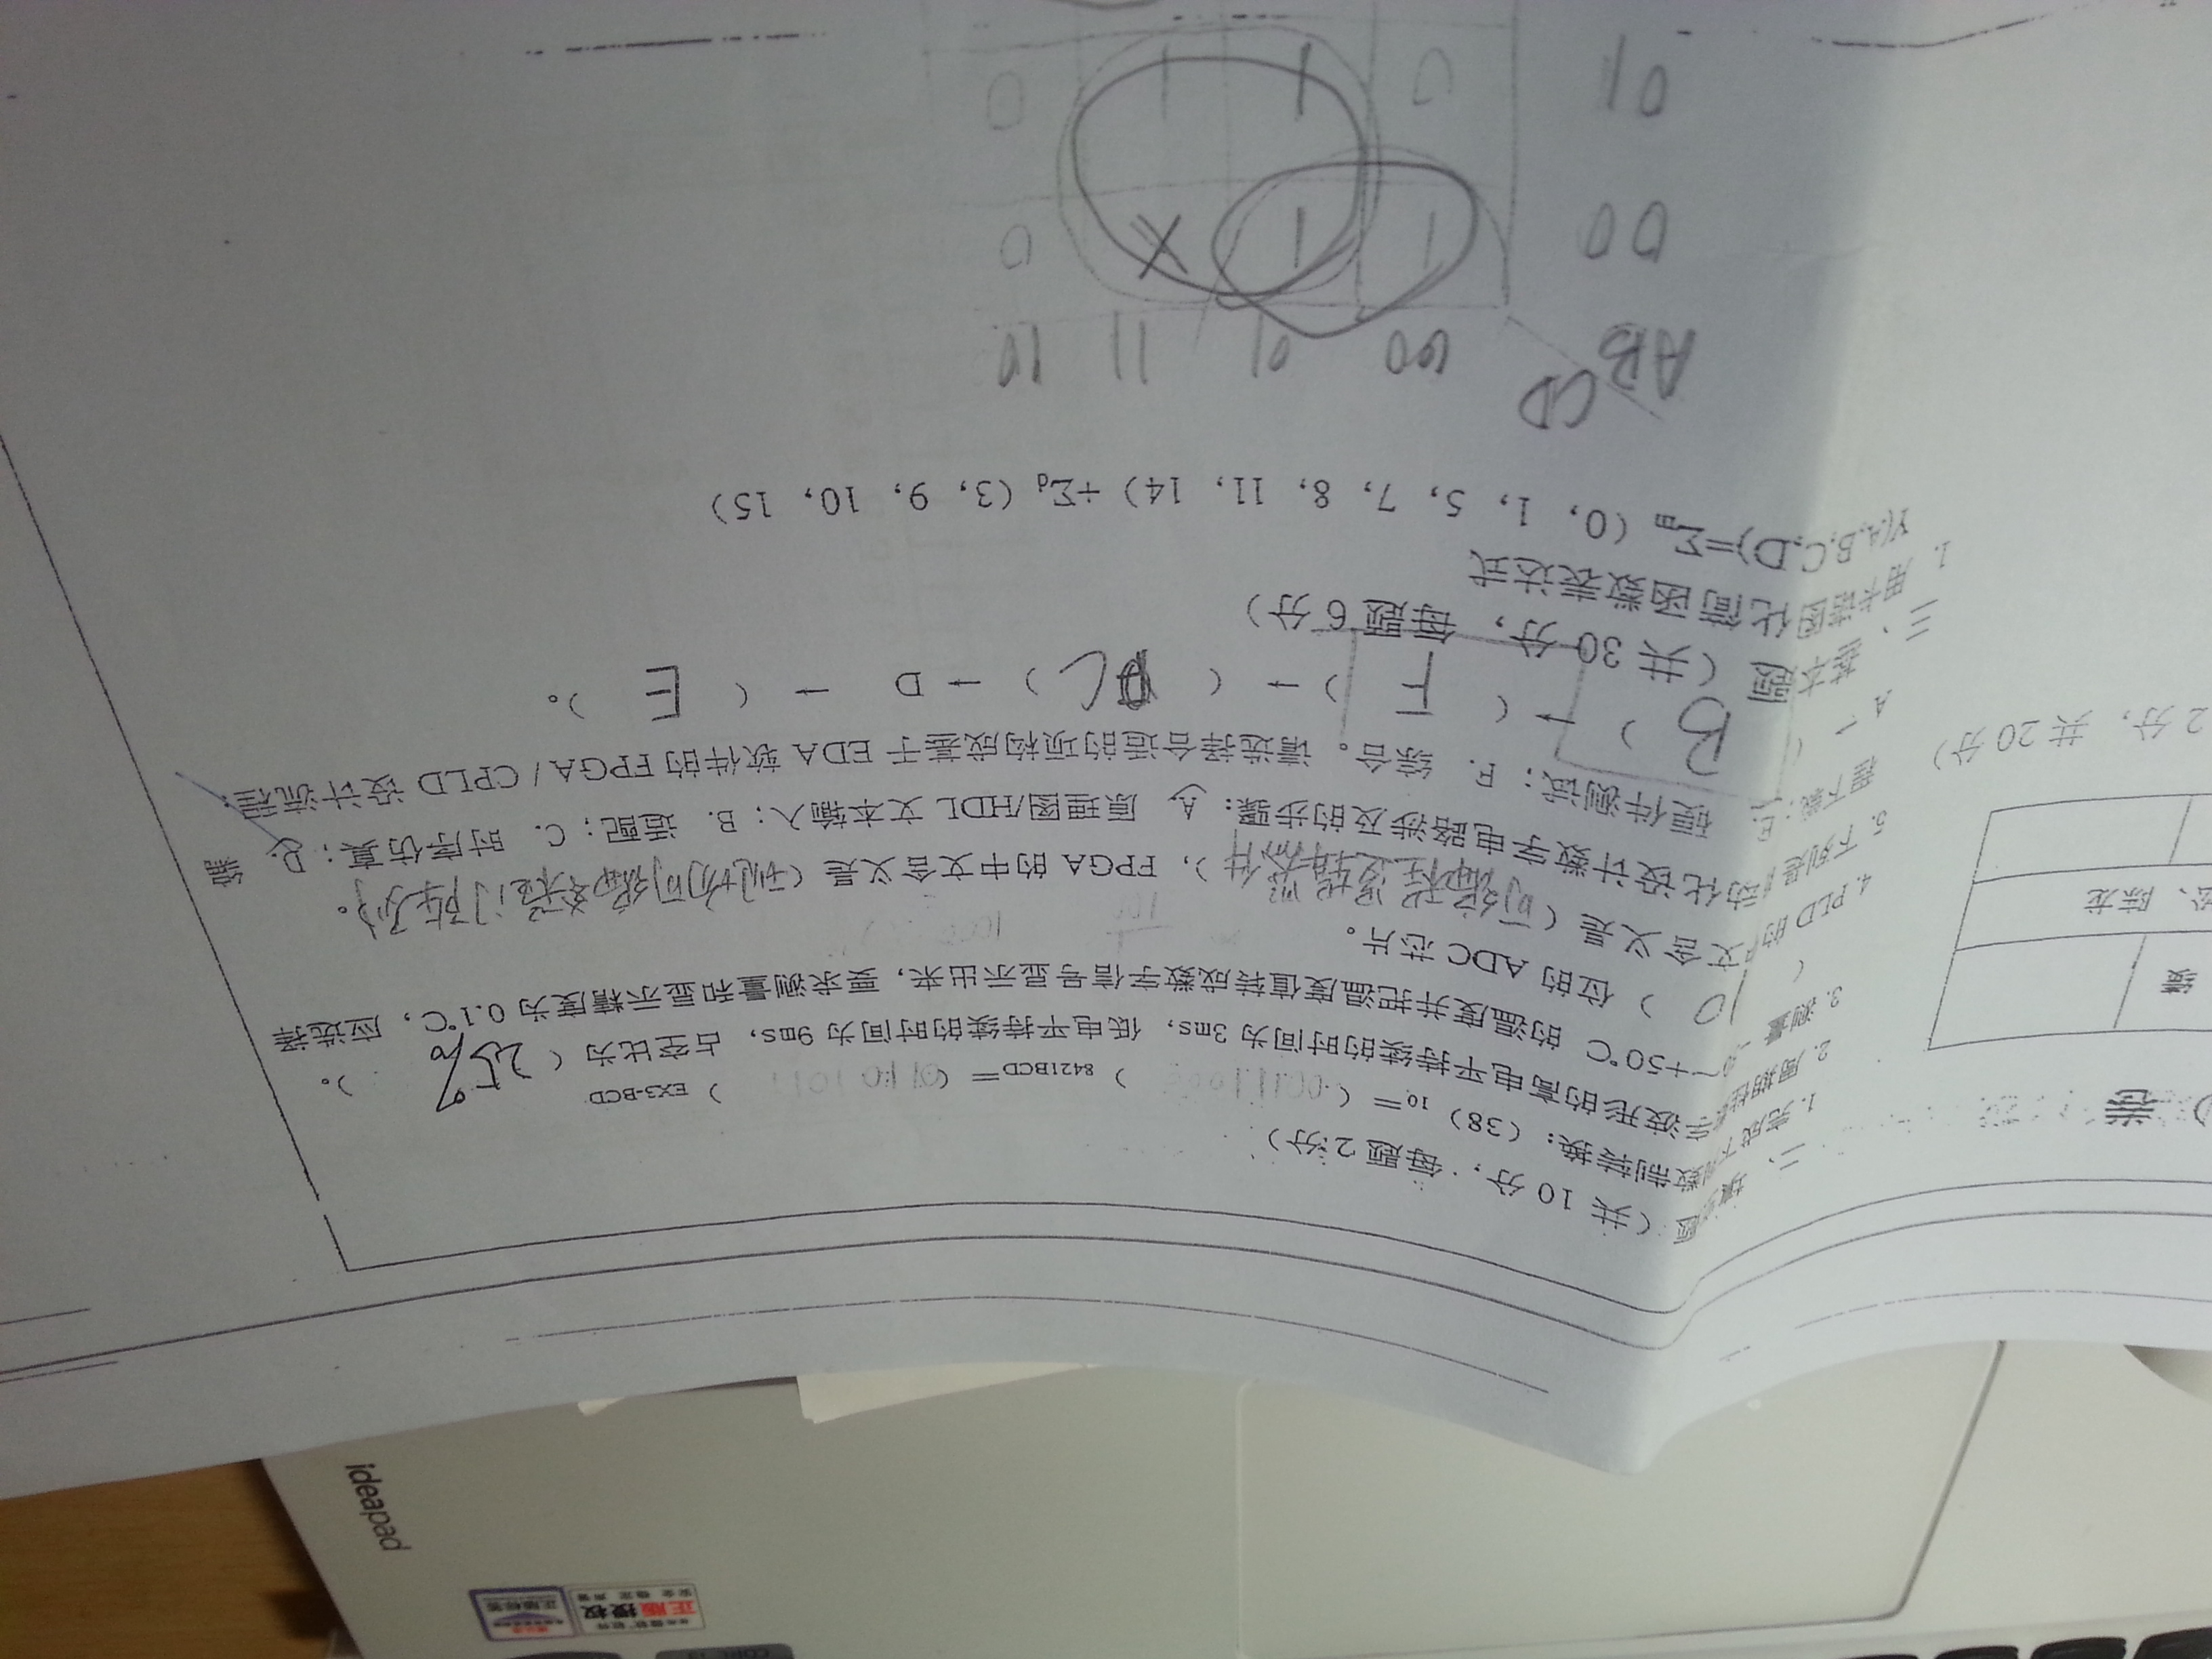 正版授权
安全 稳定 声誉
正版标签
ideapad
卷
绩
松、陈龙
2分，共20分）
二、填空题（共10分，每题2分）
1. 完成下列数制转换：（38）10＝（ ）8421BCD＝（ ）EX3-BCD
2. 周期性数字波形的高电平持续的时间为3ms，低电平持续的时间为9ms，占空比为（25%）。
3. 测量 ～+50℃ 的温度并把温度值转成数字信号显示出来，要求测量和显示精度为0.1℃，应选择
（10）位的ADC芯片。
4. PLD的中文含义是（可编程逻辑器件），FPGA的中文含义是（现场可编程门阵列。
5. 下列是自动化设计数字电路涉及的步骤：A. 原理图/HDL文本输入；B. 适配；C. 时序仿真；D. 编
程下载；E. 硬件测试；F. 综合。请选择合适的项构成基于EDA软件的FPGA / CPLD设计流程：
A→（B）→（F）→（C）→D→（E）。
三、基本题（共30分，每题6分）
1. 用卡诺图化简函数表达式
Y(A,B,C,D)=Σm（0，1，5，7，8，11，14）+Σd（3，9，10，15）
AB CD 00 01 11 10
00 1 1 X 0
01 0 1 1 0